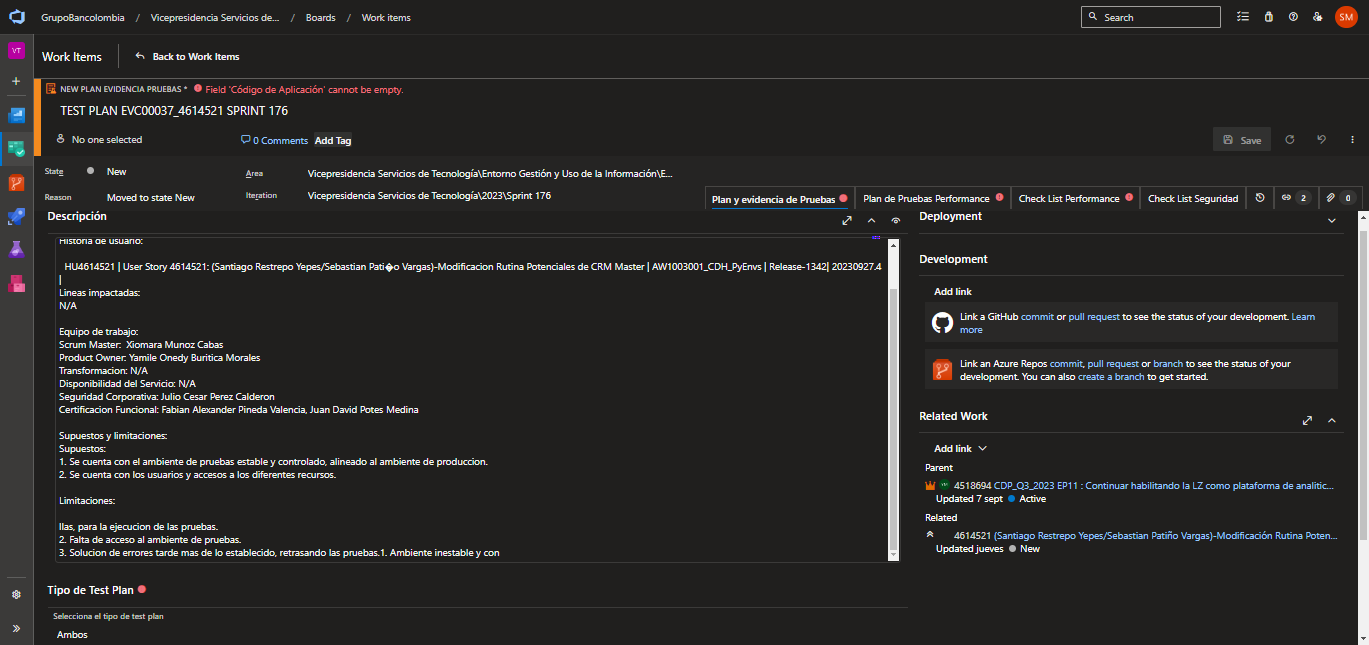 GrupoBancolombia / Vicepresidencia Servicios de... / Boards / Work items
Search
SM
VT
Work Items
Back to Work Items
NEW PLAN EVIDENCIA PRUEBAS * Field 'Código de Aplicación' cannot be empty.
TEST PLAN EVC00037_4614521 SPRINT 176
No one selected
0 Comments
Add Tag
Save
State
New
Area
Vicepresidencia Servicios de Tecnología\Entorno Gestión y Uso de la Información\E...
Reason
Moved to state New
Iteration
Vicepresidencia Servicios de Tecnología\2023\Sprint 176
Plan y evidencia de Pruebas
Plan de Pruebas Performance
Check List Performance
Check List Seguridad
2
0
Descripción
Historia de usuario:
HU4614521 | User Story 4614521: (Santiago Restrepo Yepes/Sebastian Pati�o Vargas)-Modificacion Rutina Potenciales de CRM Master | AW1003001_CDH_PyEnvs | Release-1342| 20230927.4
|
Lineas impactadas:
N/A
Equipo de trabajo:
Scrum Master:  Xiomara Munoz Cabas
Product Owner: Yamile Onedy Buritica Morales
Transformacion: N/A
Disponibilidad del Servicio: N/A
Seguridad Corporativa: Julio Cesar Perez Calderon
Certificacion Funcional: Fabian Alexander Pineda Valencia, Juan David Potes Medina
Supuestos y limitaciones:
Supuestos:
1. Se cuenta con el ambiente de pruebas estable y controlado, alineado al ambiente de produccion.
2. Se cuenta con los usuarios y accesos a los diferentes recursos.
Limitaciones:
llas, para la ejecucion de las pruebas.
2. Falta de acceso al ambiente de pruebas.
3. Solucion de errores tarde mas de lo establecido, retrasando las pruebas.1. Ambiente inestable y con
Tipo de Test Plan
Selecciona el tipo de test plan
Ambos
Deployment
Development
Add link
Link a GitHub commit or pull request to see the status of your development. Learn
more
Link an Azure Repos commit, pull request or branch to see the status of your
development. You can also create a branch to get started.
Related Work
Add link
Parent
4518694 CDP_Q3_2023 EP11 : Continuar habilitando la LZ como plataforma de analitic...
Updated 7 sept Active
Related
4614521 (Santiago Restrepo Yepes/Sebastian Patiño Vargas)-Modificación Rutina Poten...
Updated jueves New